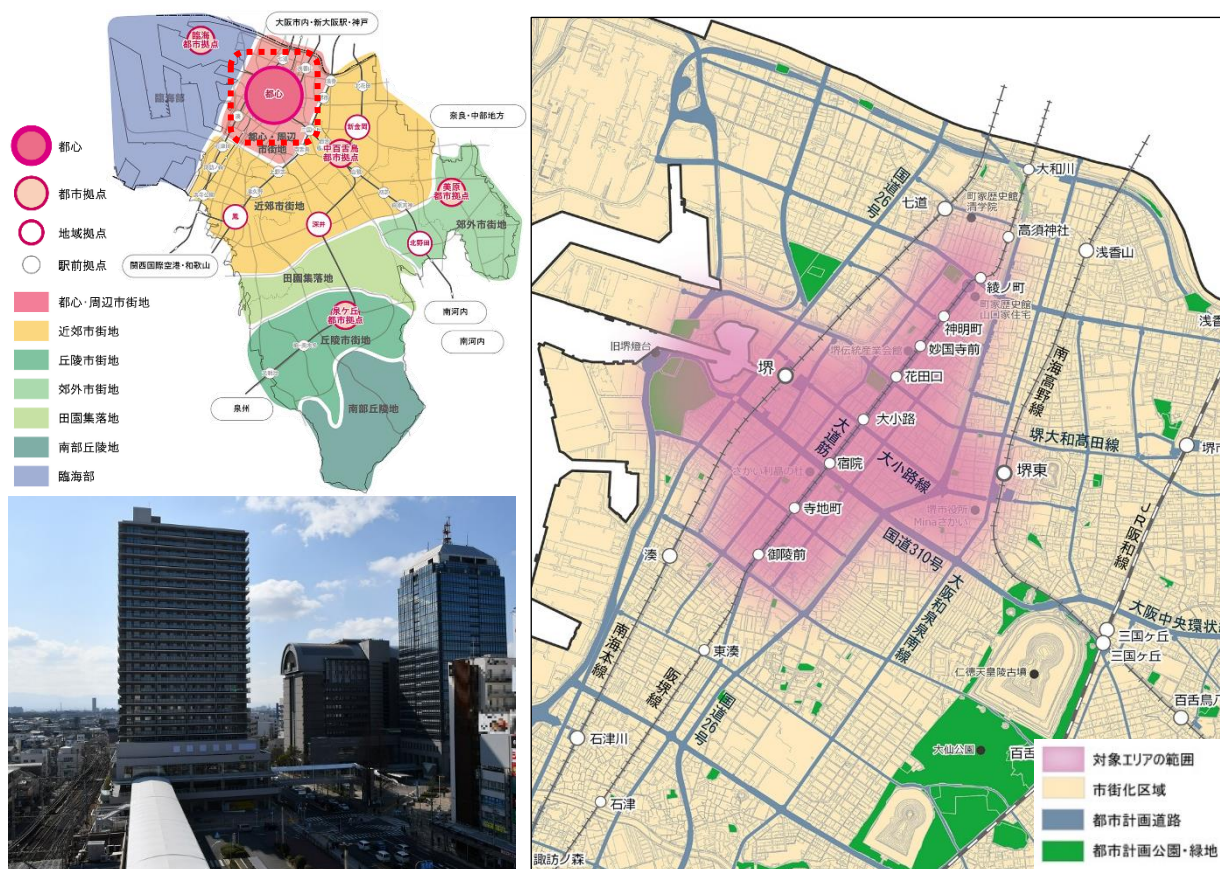 大阪市内・新大阪駅・神戸
臨海
都市拠点
都心
臨海部
都心・周辺
市街地
新金岡
中百舌鳥
都市拠点
奈良・中部地方
美原
都市拠点
近郊市街地
鳳
深井
北野田
郊外市街地
関西国際空港・和歌山
田園集落地
泉ケ丘
都市拠点
丘陵市街地
南河内
南河内
泉州
南部丘陵地
都心
都市拠点
地域拠点
駅前拠点
都心・周辺市街地
近郊市街地
丘陵市街地
郊外市街地
田園集落地
南部丘陵地
臨海部
国道26号
大和川
七道
町家歴史館
清学院
高須神社
浅香山
綾ノ町
町家歴史館
山口家住宅
浅香
神明町
旧堺燈台
堺伝統産業会館
妙国寺前
南海高野線
堺
花田口
大小路
大道筋
堺大和高田線
堺市
宿院
大小路線
さかい利晶の杜
堺東
寺地町
堺市役所
Minaさかい
JR阪和線
国道310号
湊
御陵前
大阪和泉泉南線
大阪中央環状
三国ケ丘
三国ケ丘
南海本線
東湊
阪堺線
仁徳天皇陵古墳
国道26号
百舌鳥八
石津川
大仙公園
百舌
石津
諏訪ノ森
対象エリアの範囲
市街化区域
都市計画道路
都市計画公園・緑地